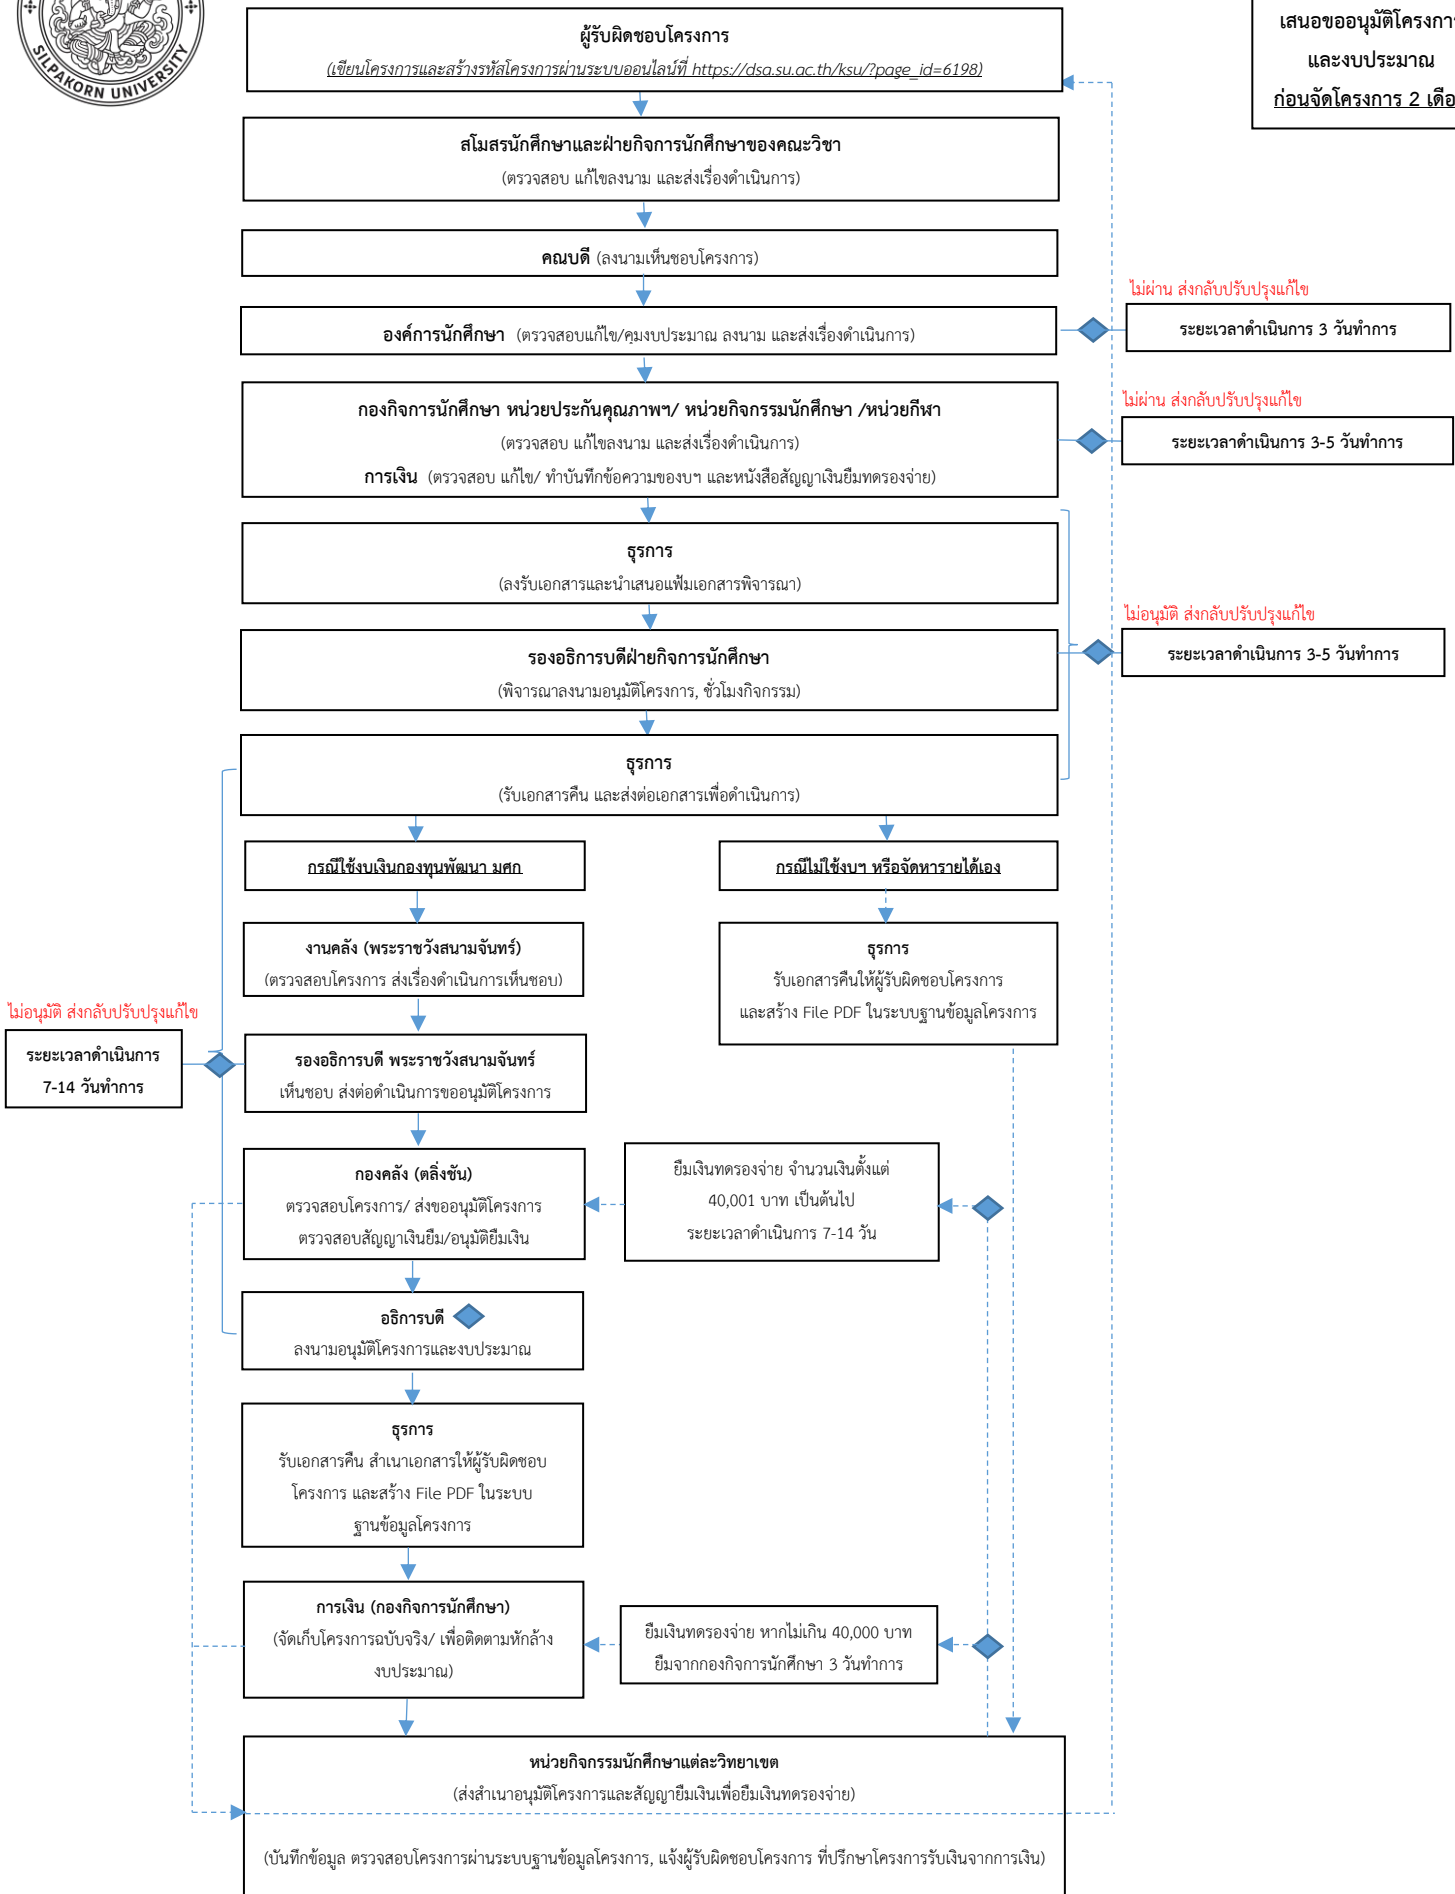 SILPAKORN UNIVERSITY
ผู้รับผิดชอบโครงการ
(เขียนโครงการและสร้างรหัสโครงการผ่านระบบออนไลน์ที่ https://dsa.su.ac.th/ksu/?page_id=6198)
เสนอขออนุมัติโครงการ
และงบประมาณ
ก่อนจัดโครงการ 2 เดือ
สโมสรนักศึกษาและฝ่ายกิจการนักศึกษาของคณะวิชา
(ตรวจสอบ แก้ไขลงนาม และส่งเรื่องดำเนินการ)
คณบดี (ลงนามเห็นชอบโครงการ)
องค์การนักศึกษา (ตรวจสอบแก้ไข/คุมงบประมาณ ลงนาม และส่งเรื่องดำเนินการ)
ไม่ผ่าน ส่งกลับปรับปรุงแก้ไข
ระยะเวลาดำเนินการ 3 วันทำการ
กองกิจการนักศึกษา หน่วยประกันคุณภาพฯ/ หน่วยกิจกรรมนักศึกษา /หน่วยกีฬา
(ตรวจสอบ แก้ไขลงนาม และส่งเรื่องดำเนินการ)
การเงิน (ตรวจสอบ แก้ไข/ ทำบันทึกข้อความของบฯ และหนังสือสัญญาเงินยืมทดรองจ่าย)
ไม่ผ่าน ส่งกลับปรับปรุงแก้ไข
ระยะเวลาดำเนินการ 3-5 วันทำการ
ธุรการ
(ลงรับเอกสารและนำเสนอแฟ้มเอกสารพิจารณา)
รองอธิการบดีฝ่ายกิจการนักศึกษา
(พิจารณาลงนามอนุมัติโครงการ, ชั่วโมงกิจกรรม)
ไม่อนุมัติ ส่งกลับปรับปรุงแก้ไข
ระยะเวลาดำเนินการ 3-5 วันทำการ
ธุรการ
(รับเอกสารคืน และส่งต่อเอกสารเพื่อดำเนินการ)
กรณีใช้งบเงินกองทุนพัฒนา มศก
กรณีไม่ใช้งบฯ หรือจัดหารายได้เอง
งานคลัง (พระราชวังสนามจันทร์)
(ตรวจสอบโครงการ ส่งเรื่องดำเนินการเห็นชอบ)
ธุรการ
รับเอกสารคืนให้ผู้รับผิดชอบโครงการ
และสร้าง File PDF ในระบบฐานข้อมูลโครงการ
ไม่อนุมัติ ส่งกลับปรับปรุงแก้ไข
ระยะเวลาดำเนินการ
7-14 วันทำการ
รองอธิการบดี พระราชวังสนามจันทร์
เห็นชอบ ส่งต่อดำเนินการขออนุมัติโครงการ
กองคลัง (ตลิ่งชัน)
ตรวจสอบโครงการ/ ส่งขออนุมัติโครงการ
ตรวจสอบสัญญาเงินยืม/อนุมัติยืมเงิน
ยืมเงินทดรองจ่าย จำนวนเงินตั้งแต่
40,001 บาท เป็นต้นไป
ระยะเวลาดำเนินการ 7-14 วัน
อธิการบดี
ลงนามอนุมัติโครงการและงบประมาณ
ธุรการ
รับเอกสารคืน สำเนาเอกสารให้ผู้รับผิดชอบ
โครงการ และสร้าง File PDF ในระบบ
ฐานข้อมูลโครงการ
การเงิน (กองกิจการนักศึกษา)
(จัดเก็บโครงการฉบับจริง/ เพื่อติดตามหักล้าง
งบประมาณ)
ยืมเงินทดรองจ่าย หากไม่เกิน 40,000 บาท
ยืมจากกองกิจการนักศึกษา 3 วันทำการ
หน่วยกิจกรรมนักศึกษาแต่ละวิทยาเขต
(ส่งสำเนาอนุมัติโครงการและสัญญายืมเงินเพื่อยืมเงินทดรองจ่าย)
(บันทึกข้อมูล ตรวจสอบโครงการผ่านระบบฐานข้อมูลโครงการ, แจ้งผู้รับผิดชอบโครงการ ที่ปรึกษาโครงการรับเงินจากการเงิน)